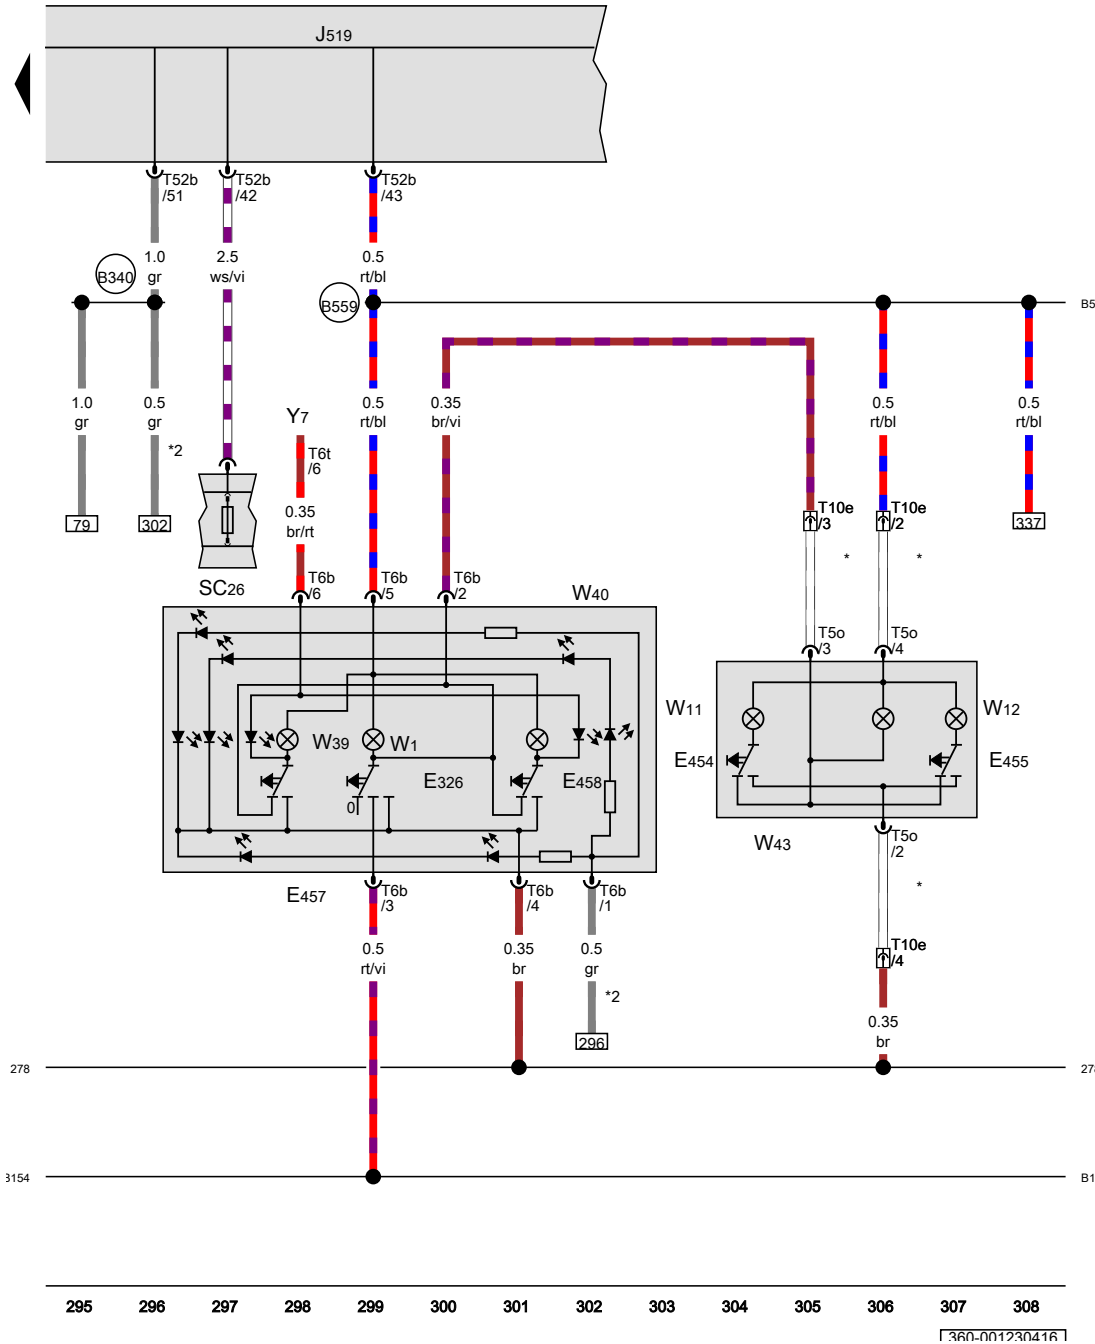 J519
T52b
/51
T52b
/42
T52b
/43
1.0
gr
2.5
ws/vi
0.5
rt/bl
B340
B559
B5
1.0
gr
0.5
gr
*2
Y7
T6t
/6
0.35
br/rt
0.5
rt/bl
0.35
br/vi
0.5
rt/bl
0.5
rt/bl
79
302
T10e
/3
T10e
/2
337
*
*
SC26
T6b
/6
T6b
/5
T6b
/2
W40
T5o
/3
T5o
/4
W11
W12
W39
W1
E326
E458
0
E454
E455
W43
T5o
/2
E457
T6b
/3
T6b
/4
T6b
/1
*
0.5
rt/vi
0.35
br
0.5
gr
*2
T10e
/4
296
0.35
br
278
B154
B1
295 296 297 298 299 300 301 302 303 304 305 306 307 308
360-001230416